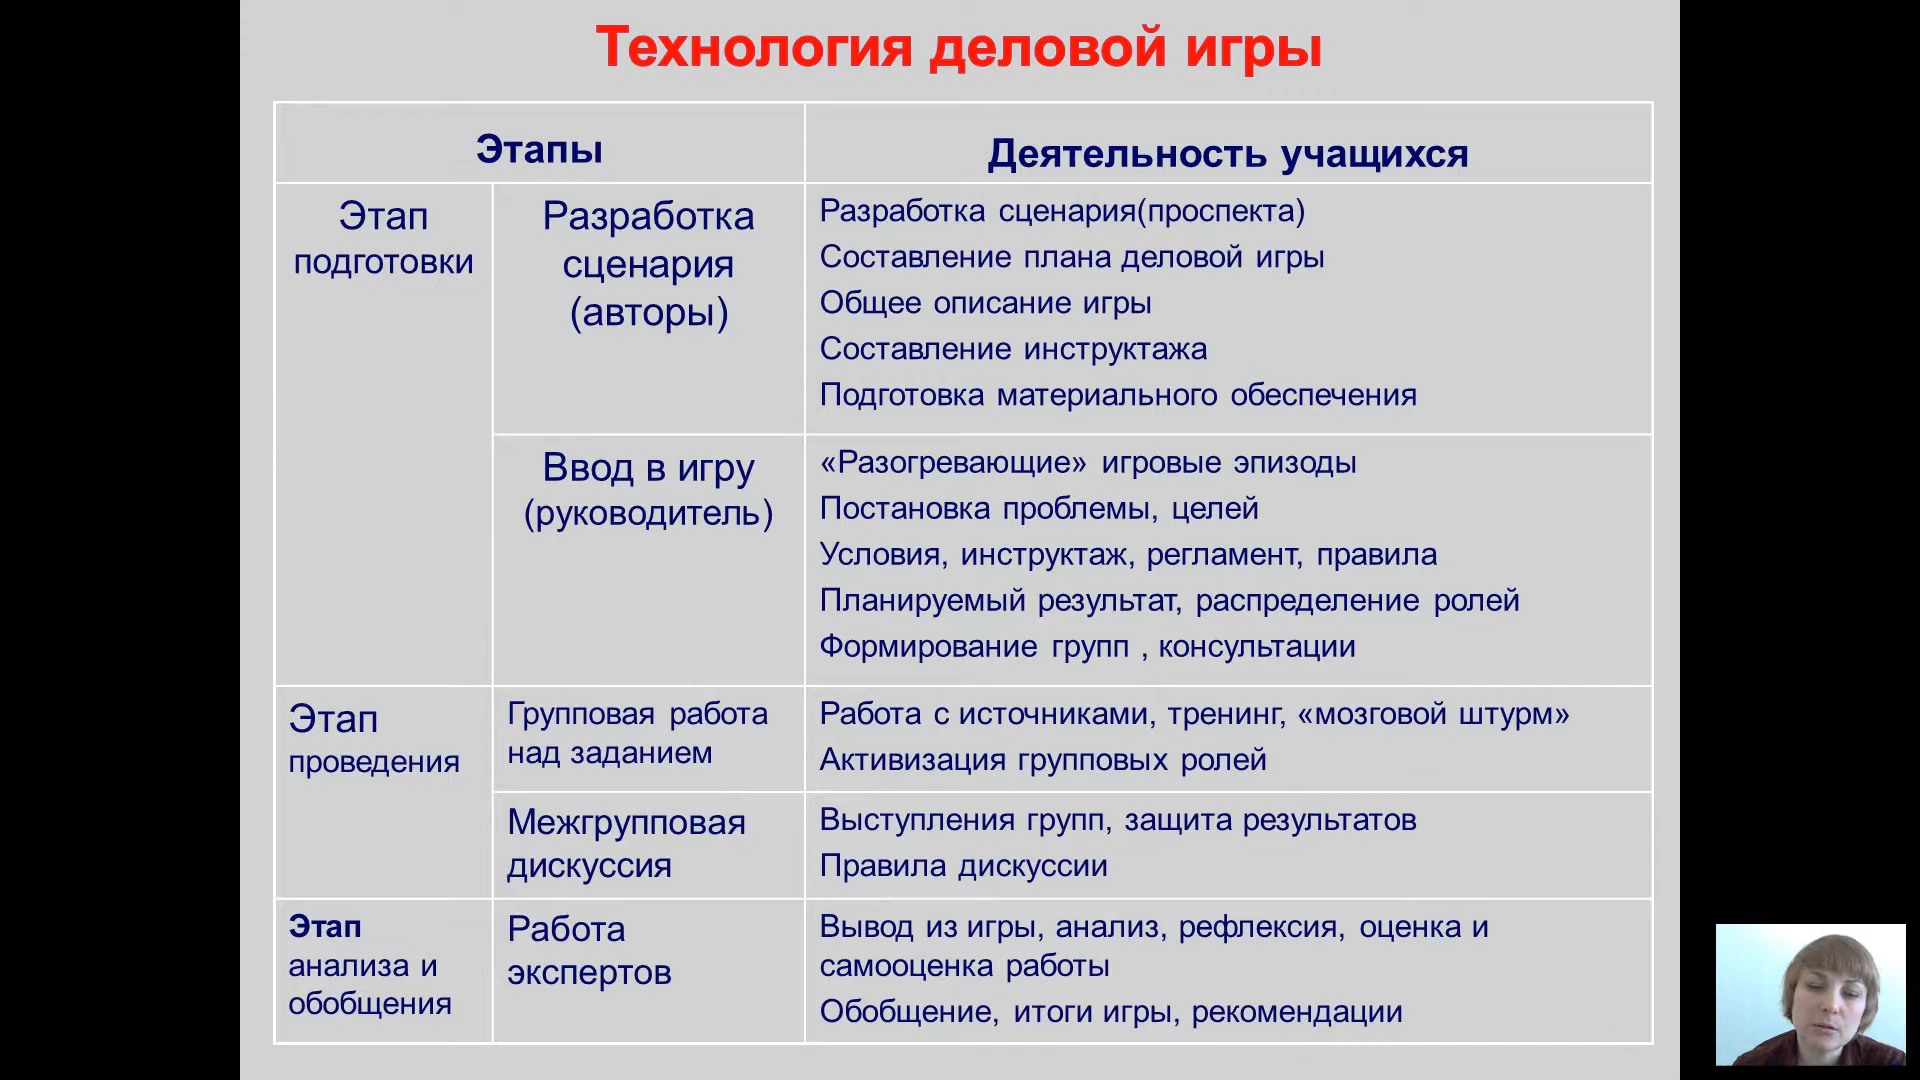 Технология деловой игры
Этапы
Деятельность учащихся
Этап
подготовки
Разработка
сценария
(авторы)
Разработка сценария(проспекта)
Составление плана деловой игры
Общее описание игры
Составление инструктажа
Подготовка материального обеспечения
Ввод в игру
(руководитель)
«Разогревающие» игровые эпизоды
Постановка проблемы, целей
Условия, инструктаж, регламент, правила
Планируемый результат, распределение ролей
Формирование групп , консультации
Этап
проведения
Групповая работа
над заданием
Работа с источниками, тренинг, «мозговой штурм»
Активизация групповых ролей
Межгрупповая
дискуссия
Выступления групп, защита результатов
Правила дискуссии
Этап
анализа и
обобщения
Работа
экспертов
Вывод из игры, анализ, рефлексия, оценка и
самооценка работы
Обобщение, итоги игры, рекомендации